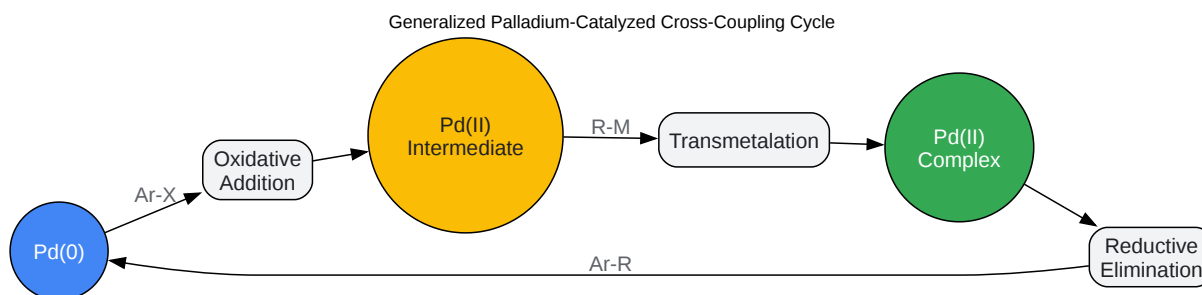 Generalized Palladium-Catalyzed Cross-Coupling Cycle
Pd(0)
Ar-X
Oxidative
Addition
Pd(II)
Intermediate
R-M
Transmetalation
Pd(II)
Complex
Reductive
Elimination
Ar-R